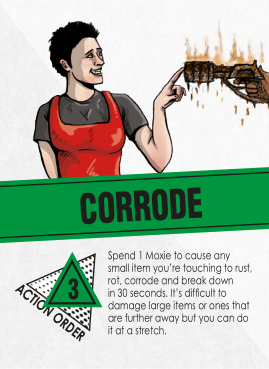 CORRODE
3
ACTION ORDER
Spend 1 Moxie to cause any
small item you're touching to rust,
rot, corrode and break down
in 30 seconds. It's difficult to
damage large items or ones that
are further away but you can do
it at a stretch.